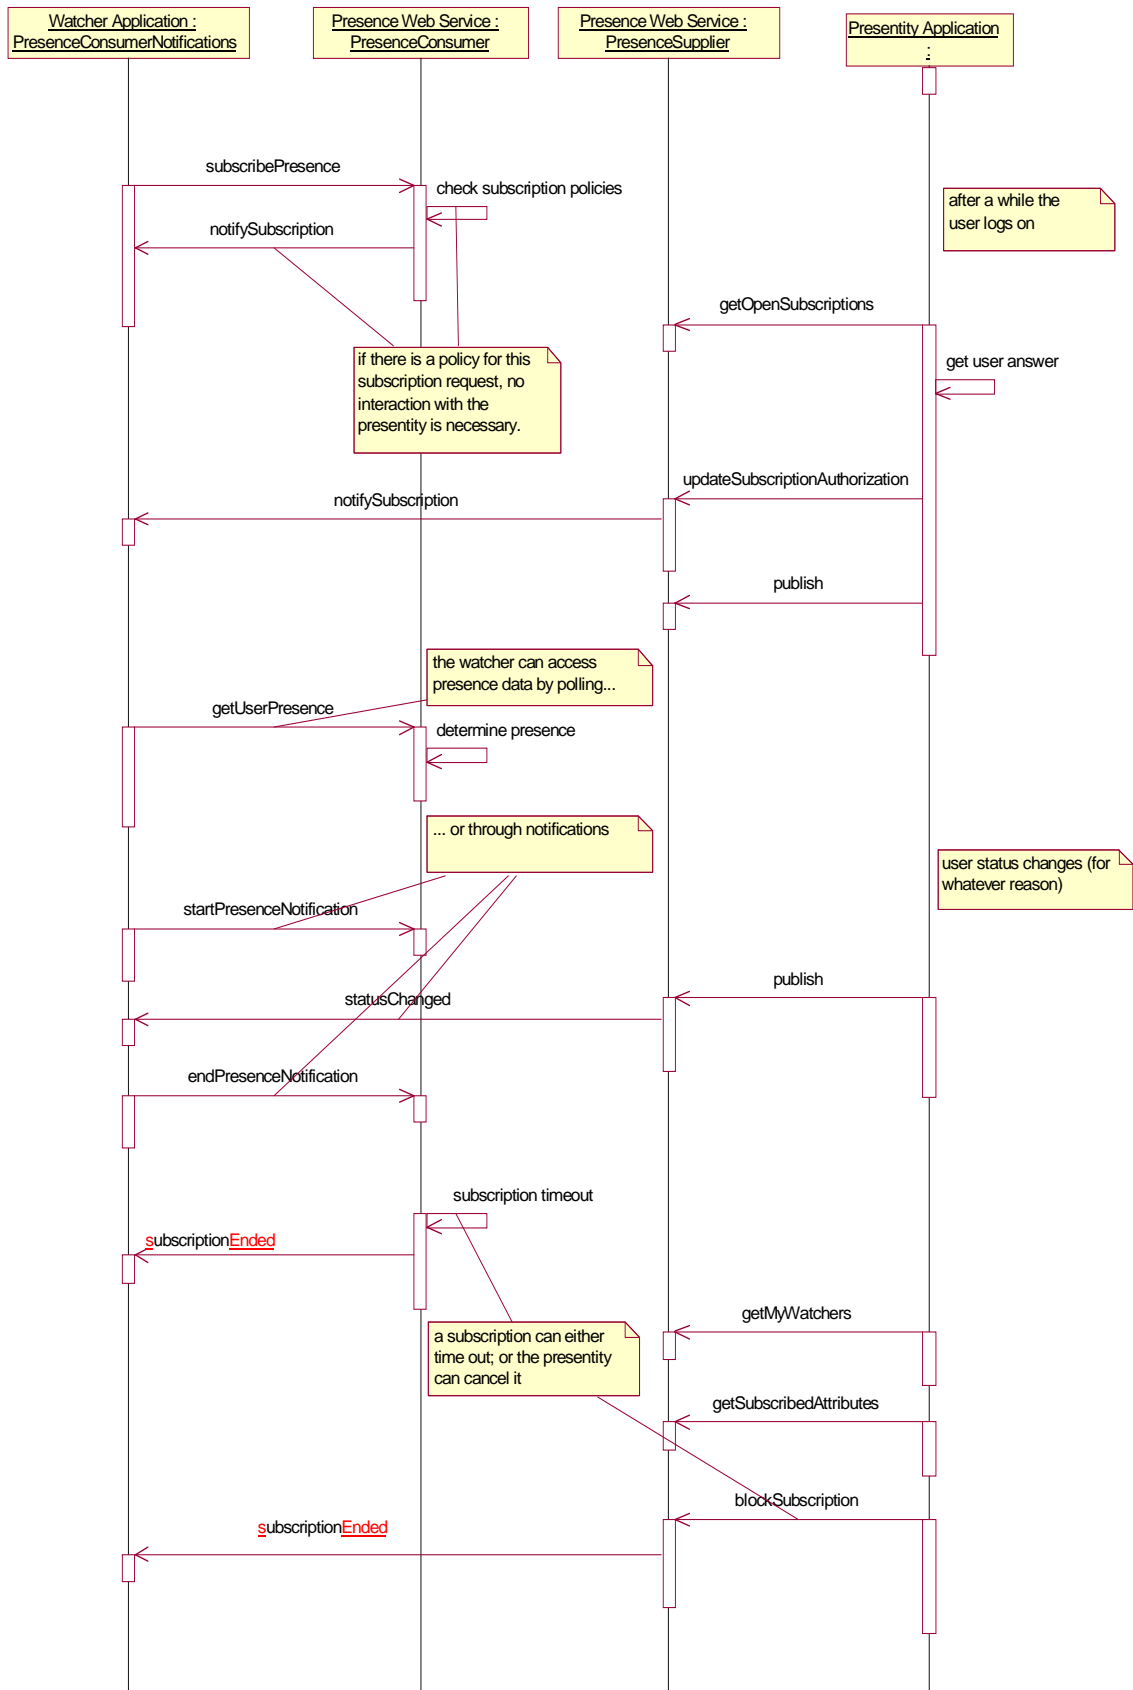 Watcher Application :
PresenceConsumerNotifications
Presence Web Service :
PresenceConsumer
Presence Web Service :
PresenceSupplier
Presentity Application
:
subscribePresence
check subscription policies
after a while the
user logs on
notifySubscription
getOpenSubscriptions
if there is a policy for this
subscription request, no
interaction with the
presentity is necessary.
get user answer
updateSubscriptionAuthorization
notifySubscription
publish
the watcher can access
presence data by polling...
getUserPresence
determine presence
... or through notifications
user status changes (for
whatever reason)
startPresenceNotification
publish
statusChanged
endPresenceNotification
subscription timeout
subscriptionEnded
getMyWatchers
a subscription can either
time out; or the presentity
can cancel it
getSubscribedAttributes
blockSubscription
subscriptionEnded